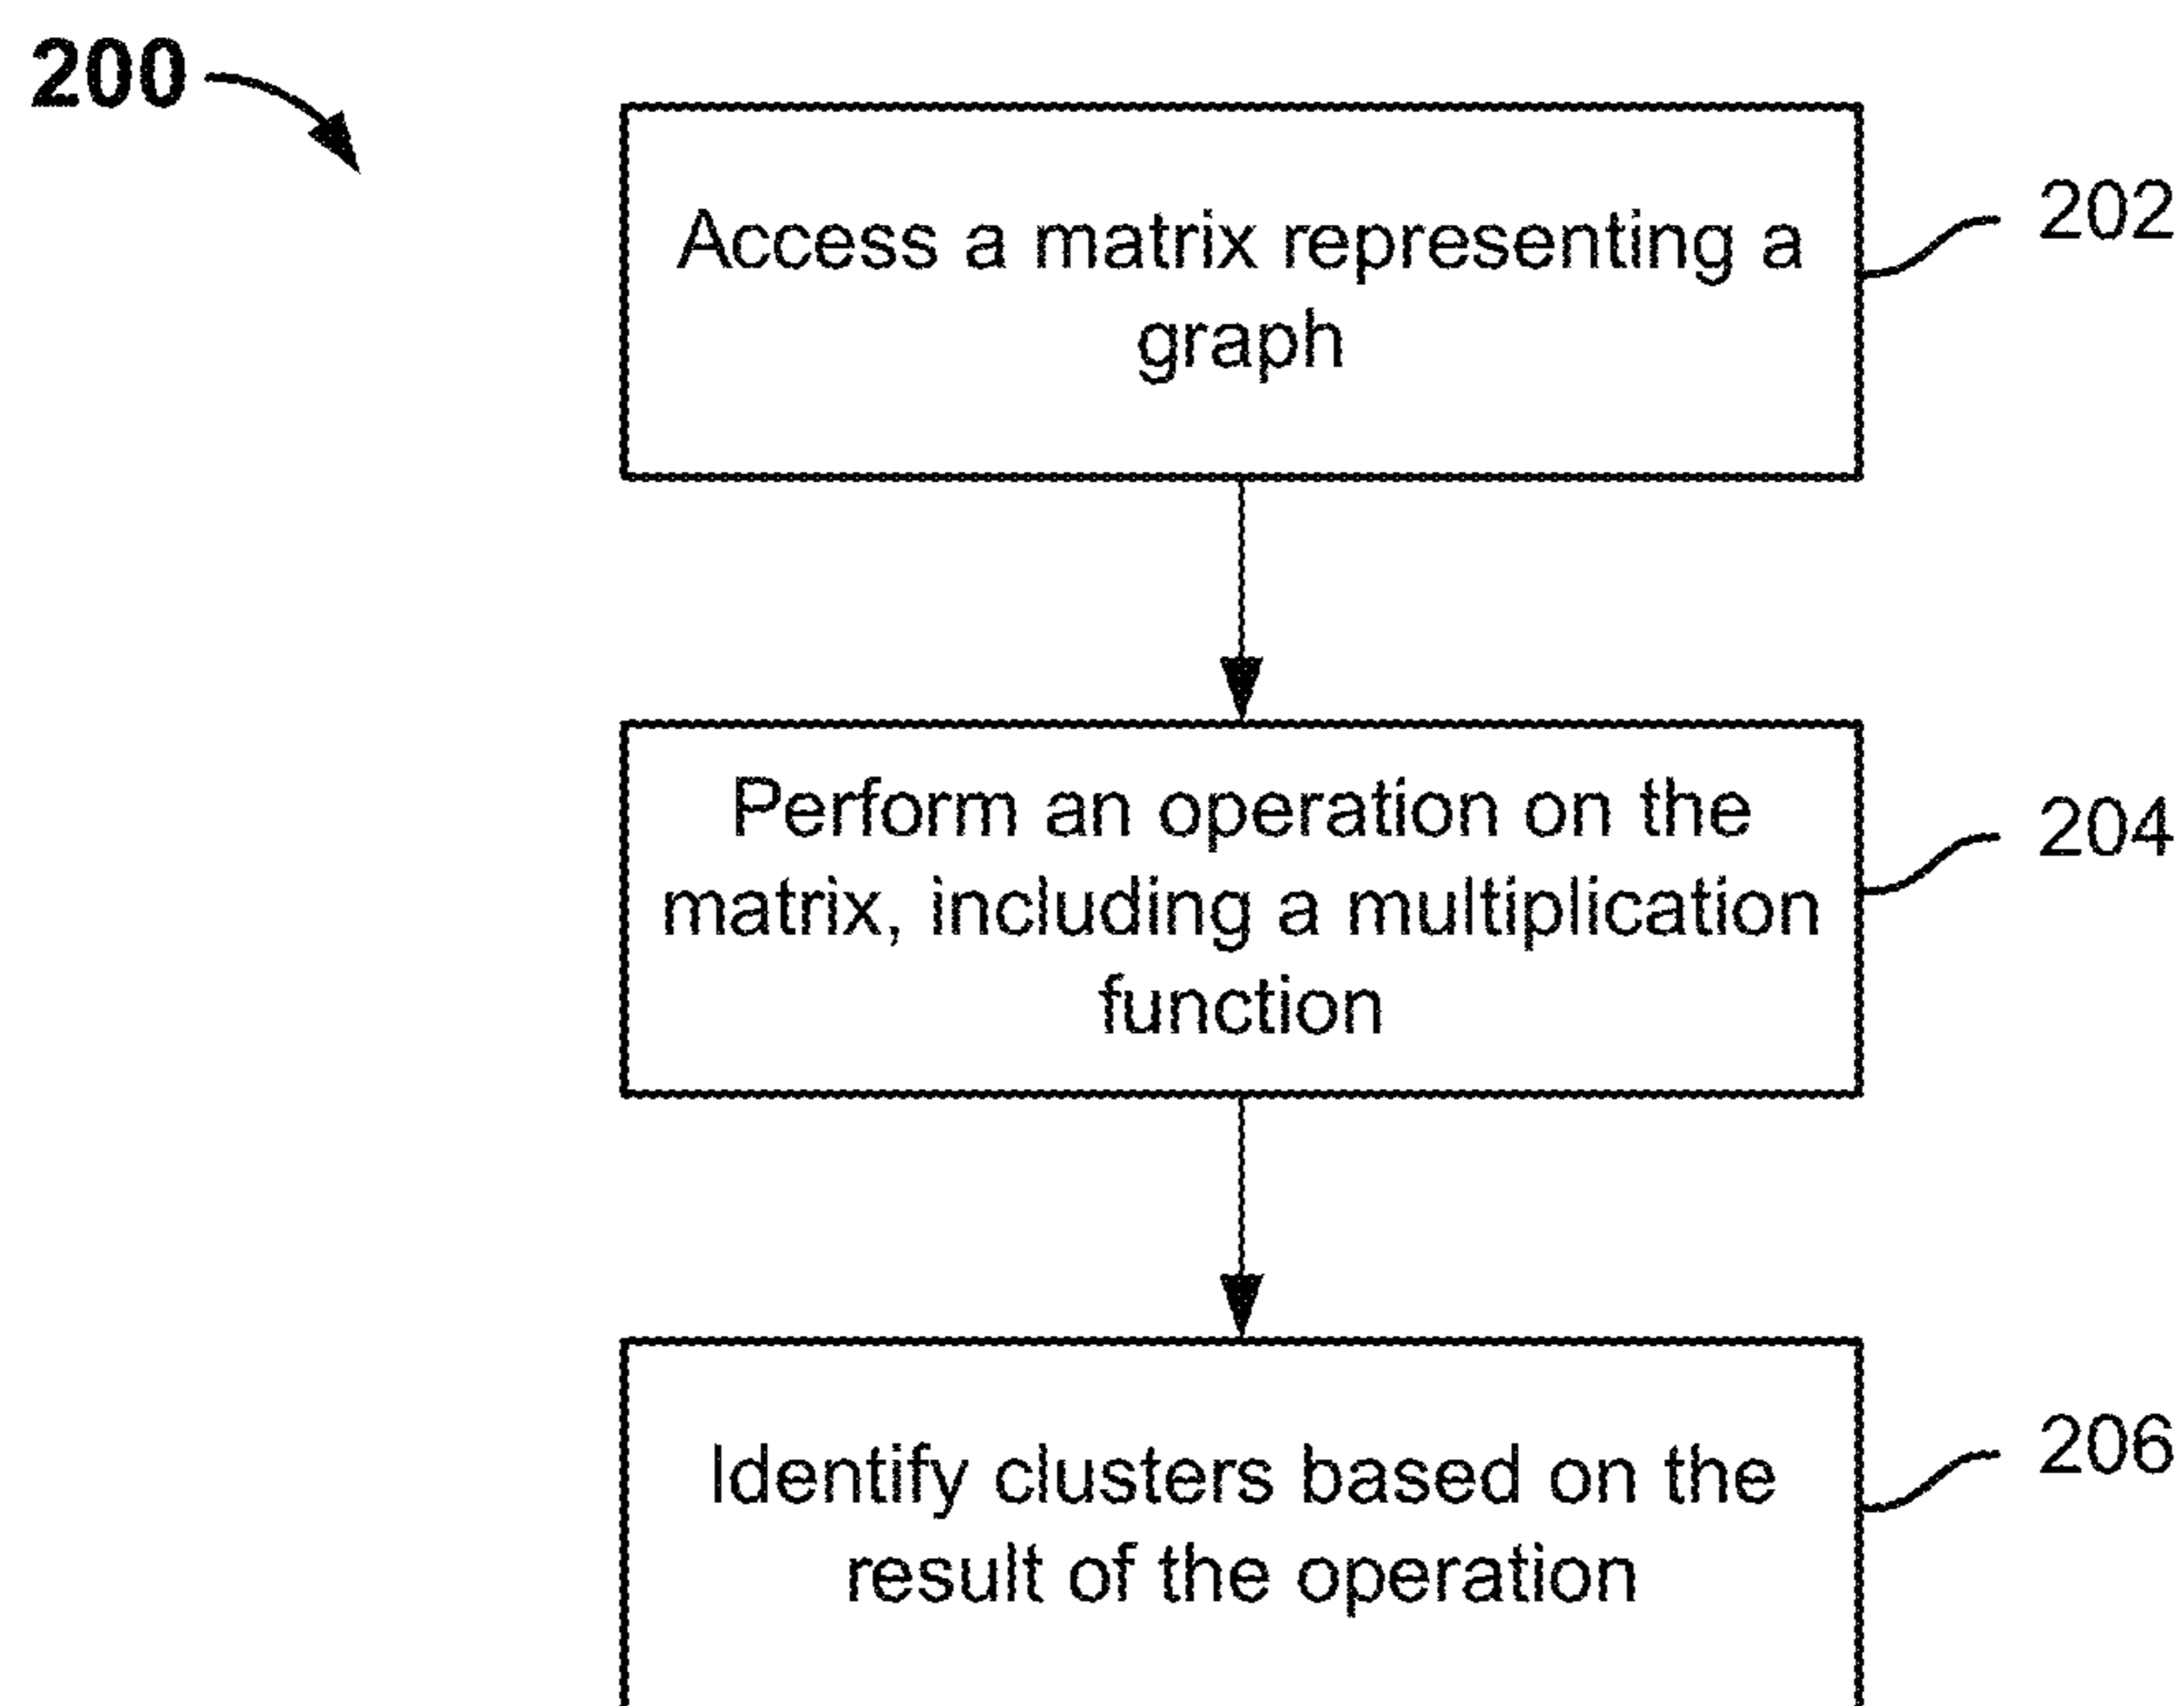 200
Access a matrix representing a
graph
202
Perform an operation on the
matrix, including a multiplication
function
204
Identify clusters based on the
result of the operation
206